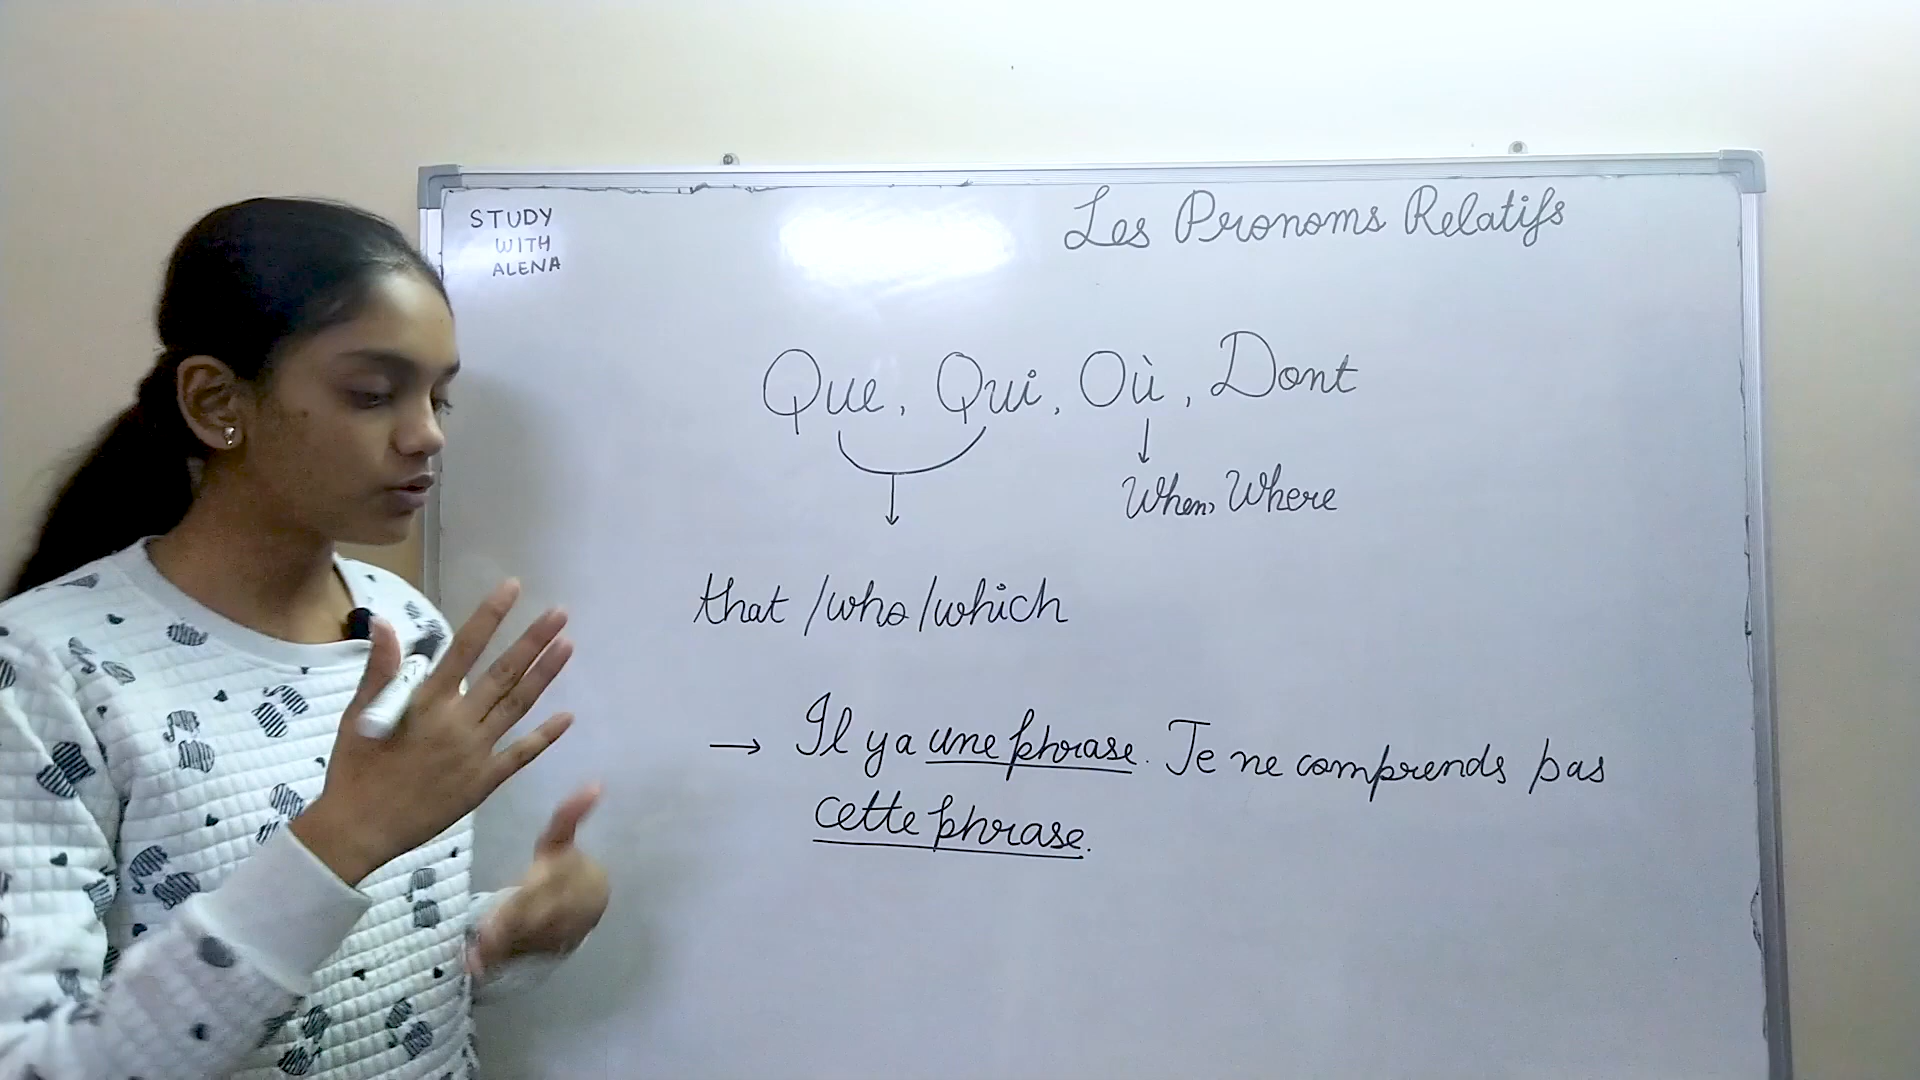 STUDY
WITH
ALENA
Les Pronoms Relatifs
Que, Qui, Où, Dont
When, Where
that /who/which
→ Il y a une phrase. Je ne comprends pas
cette phrase.